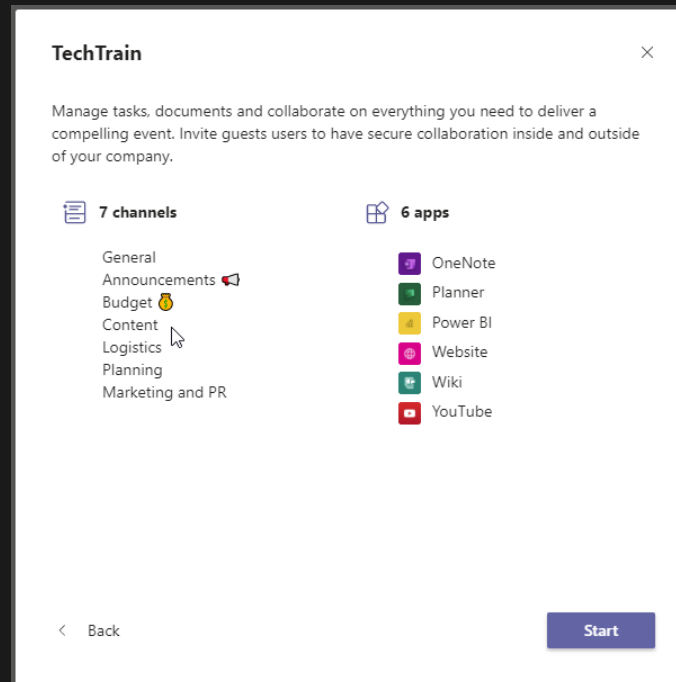 TechTrain
Manage tasks, documents and collaborate on everything you need to deliver a
compelling event. Invite guests users to have secure collaboration inside and outside
of your company.
7 channels
General
Announcements 📢
Budget 💰
Content
Logistics
Planning
Marketing and PR
6 apps
OneNote
Planner
Power BI
Website
Wiki
YouTube
Back
Start